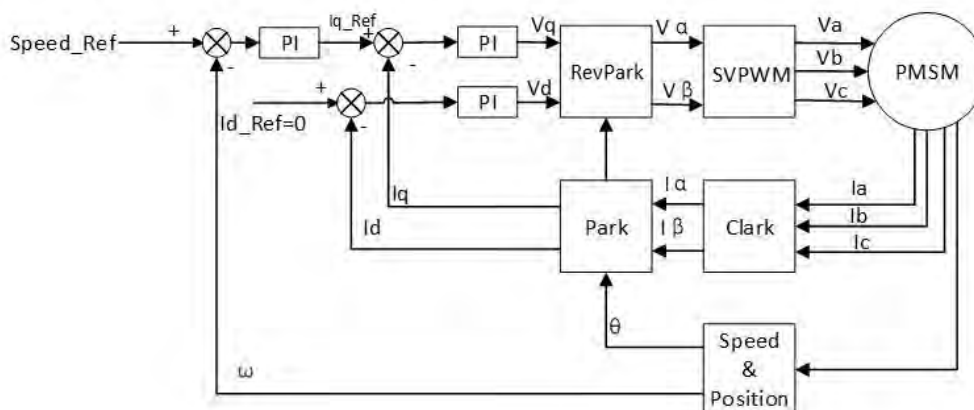 Speed_Ref
+
-
PI
Iq_Ref
+
-
PI
Vq
RevPark
V α
V β
SVPWM
Va
Vb
Vc
PMSM
+
-
Id_Ref=0
PI
Vd
Iq
Id
Park
I α
I β
Clark
Ia
Ib
Ic
θ
ω
Speed
&
Position